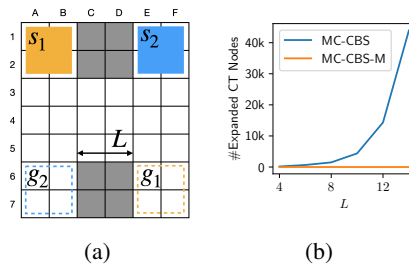 A B C D E F
1
2
3
4
5
6
7
s1
s2
L
g2
g1
(a)
MC-CBS
MC-CBS-M
#Expanded CT Nodes
40k
30k
20k
10k
0
4
8
12
L
(b)